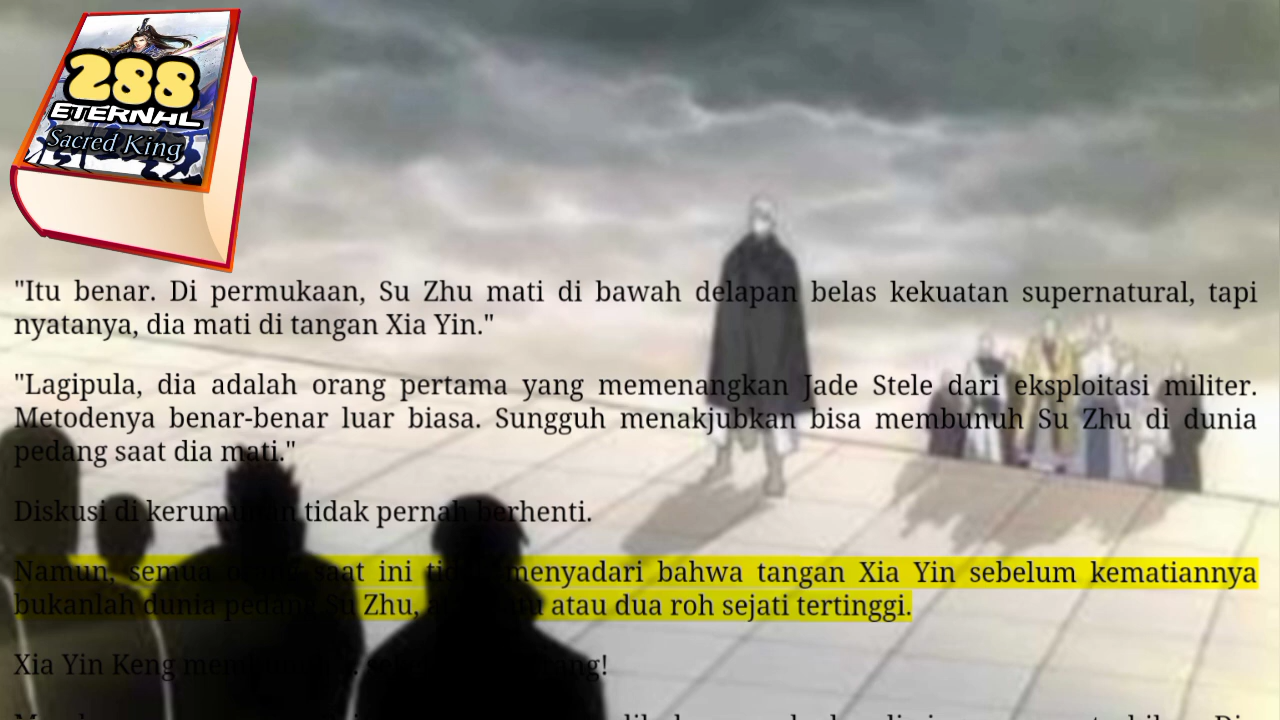 288
ETERNAL
Sacred King
"Itu benar. Di permukaan, Su Zhu mati di bawah delapan belas kekuatan supernatural, tapi
nyatanya, dia mati di tangan Xia Yin."
"Lagipula, dia adalah orang pertama yang memenangkan Jade Stele dari eksploitasi militer.
Metodenya benar-benar luar biasa. Sungguh menakjubkan bisa membunuh Su Zhu di dunia
pedang saat dia mati."
Diskusi di kerumunan tidak pernah berhenti.
Namun, semua orang saat ini tidak menyadari bahwa tangan Xia Yin sebelum kematiannya
bukanlah dunia pedang Su Zhu, atau dua roh sejati tertinggi.
Xia Yin Keng